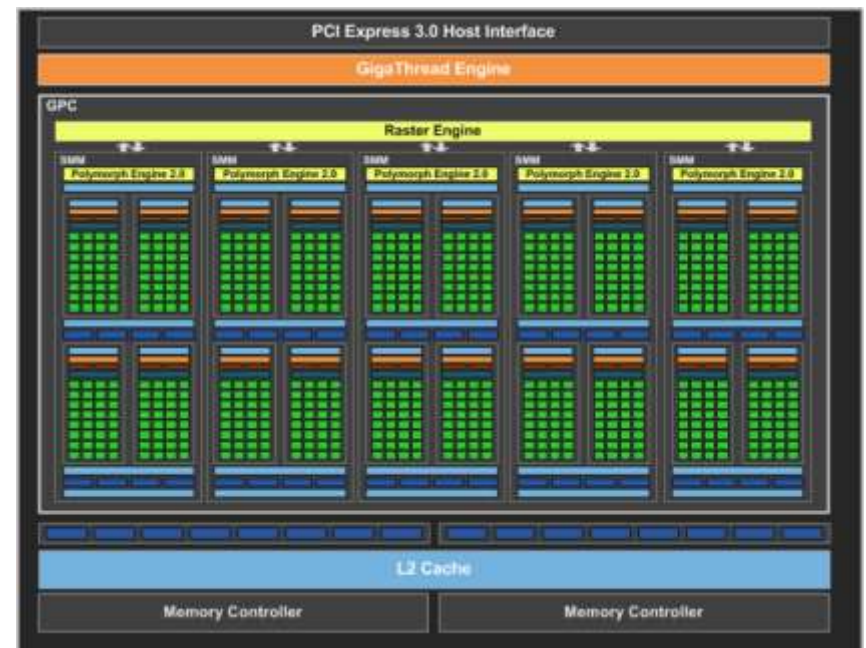 PCI Express 3.0 Host Interface
GigaThread Engine
GPC
Raster Engine
SMM SMM SMM SMM SMM
Polymorph Engine 2.0 Polymorph Engine 2.0 Polymorph Engine 2.0 Polymorph Engine 2.0 Polymorph Engine 2.0
L2 Cache
Memory Controller Memory Controller